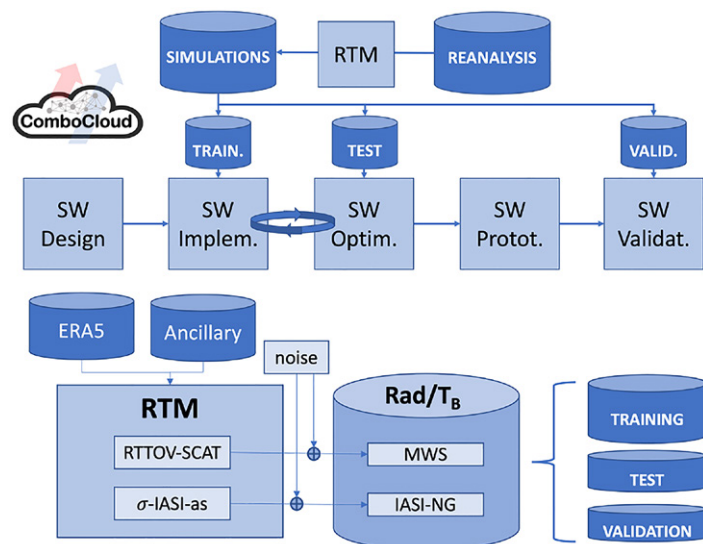 SIMULATIONS
RTM
REANALYSIS
ComboCloud
TRAIN.
TEST
VALID.
SW
Design
SW
Implem.
SW
Optim.
SW
Protot.
SW
Validat.
ERA5
Ancillary
noise
RTM
Rad/T_B
TRAINING
RTTOV-SCAT
MWS
TEST
σ-IASI-as
IASI-NG
VALIDATION